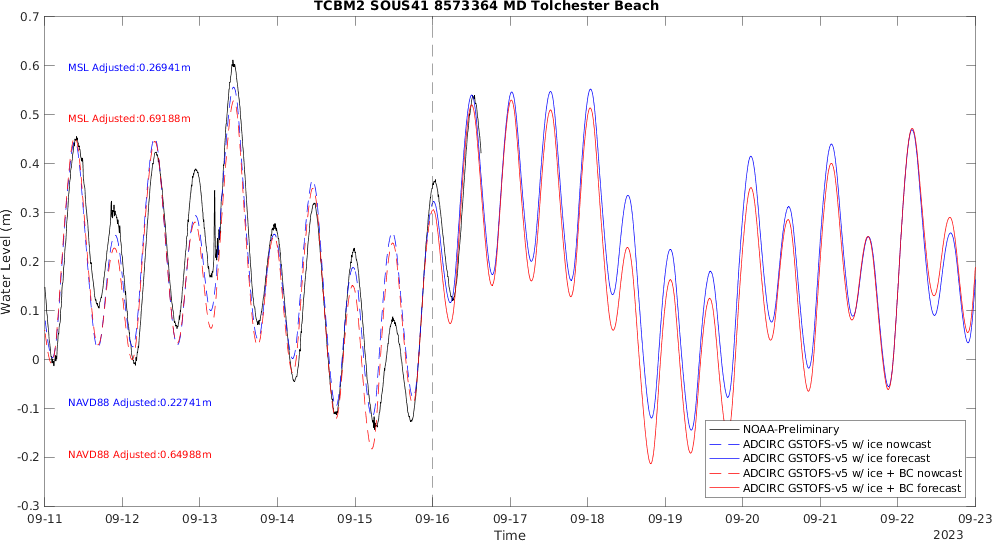 TCBM2 SOUS41 8573364 MD Tolchester Beach
0.7
0.6
0.5
0.4
0.3
0.2
0.1
0
-0.1
-0.2
-0.3
Water Level (m)
MSL Adjusted:0.26941m
MSL Adjusted:0.69188m
NAVD88 Adjusted:0.22741m
NAVD88 Adjusted:0.64988m
NOAA-Preliminary
ADCIRC GSTOFS-v5 w/ ice nowcast
ADCIRC GSTOFS-v5 w/ ice forecast
ADCIRC GSTOFS-v5 w/ ice + BC nowcast
ADCIRC GSTOFS-v5 w/ ice + BC forecast
09-11 09-12 09-13 09-14 09-15 09-16 09-17 09-18 09-19 09-20 09-21 09-22 09-23
Time
2023